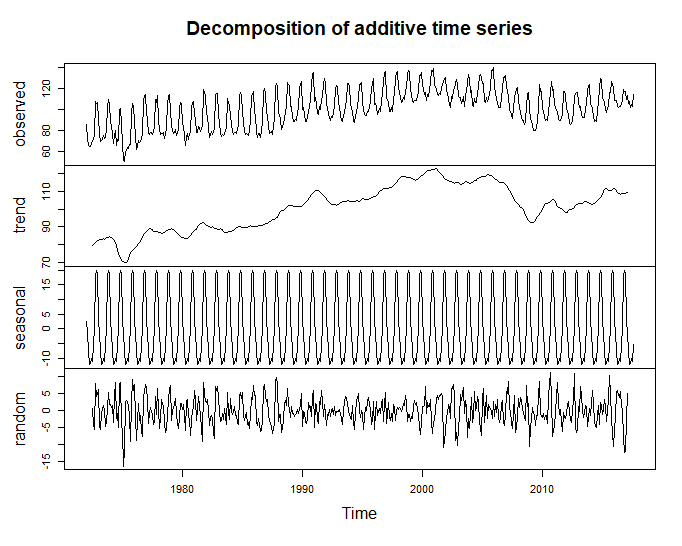 Decomposition of additive time series
observed
60 80 120
trend
70 90 110
seasonal
-10 0 5 15
random
-15 -5 0 5
1980 1990 2000 2010
Time